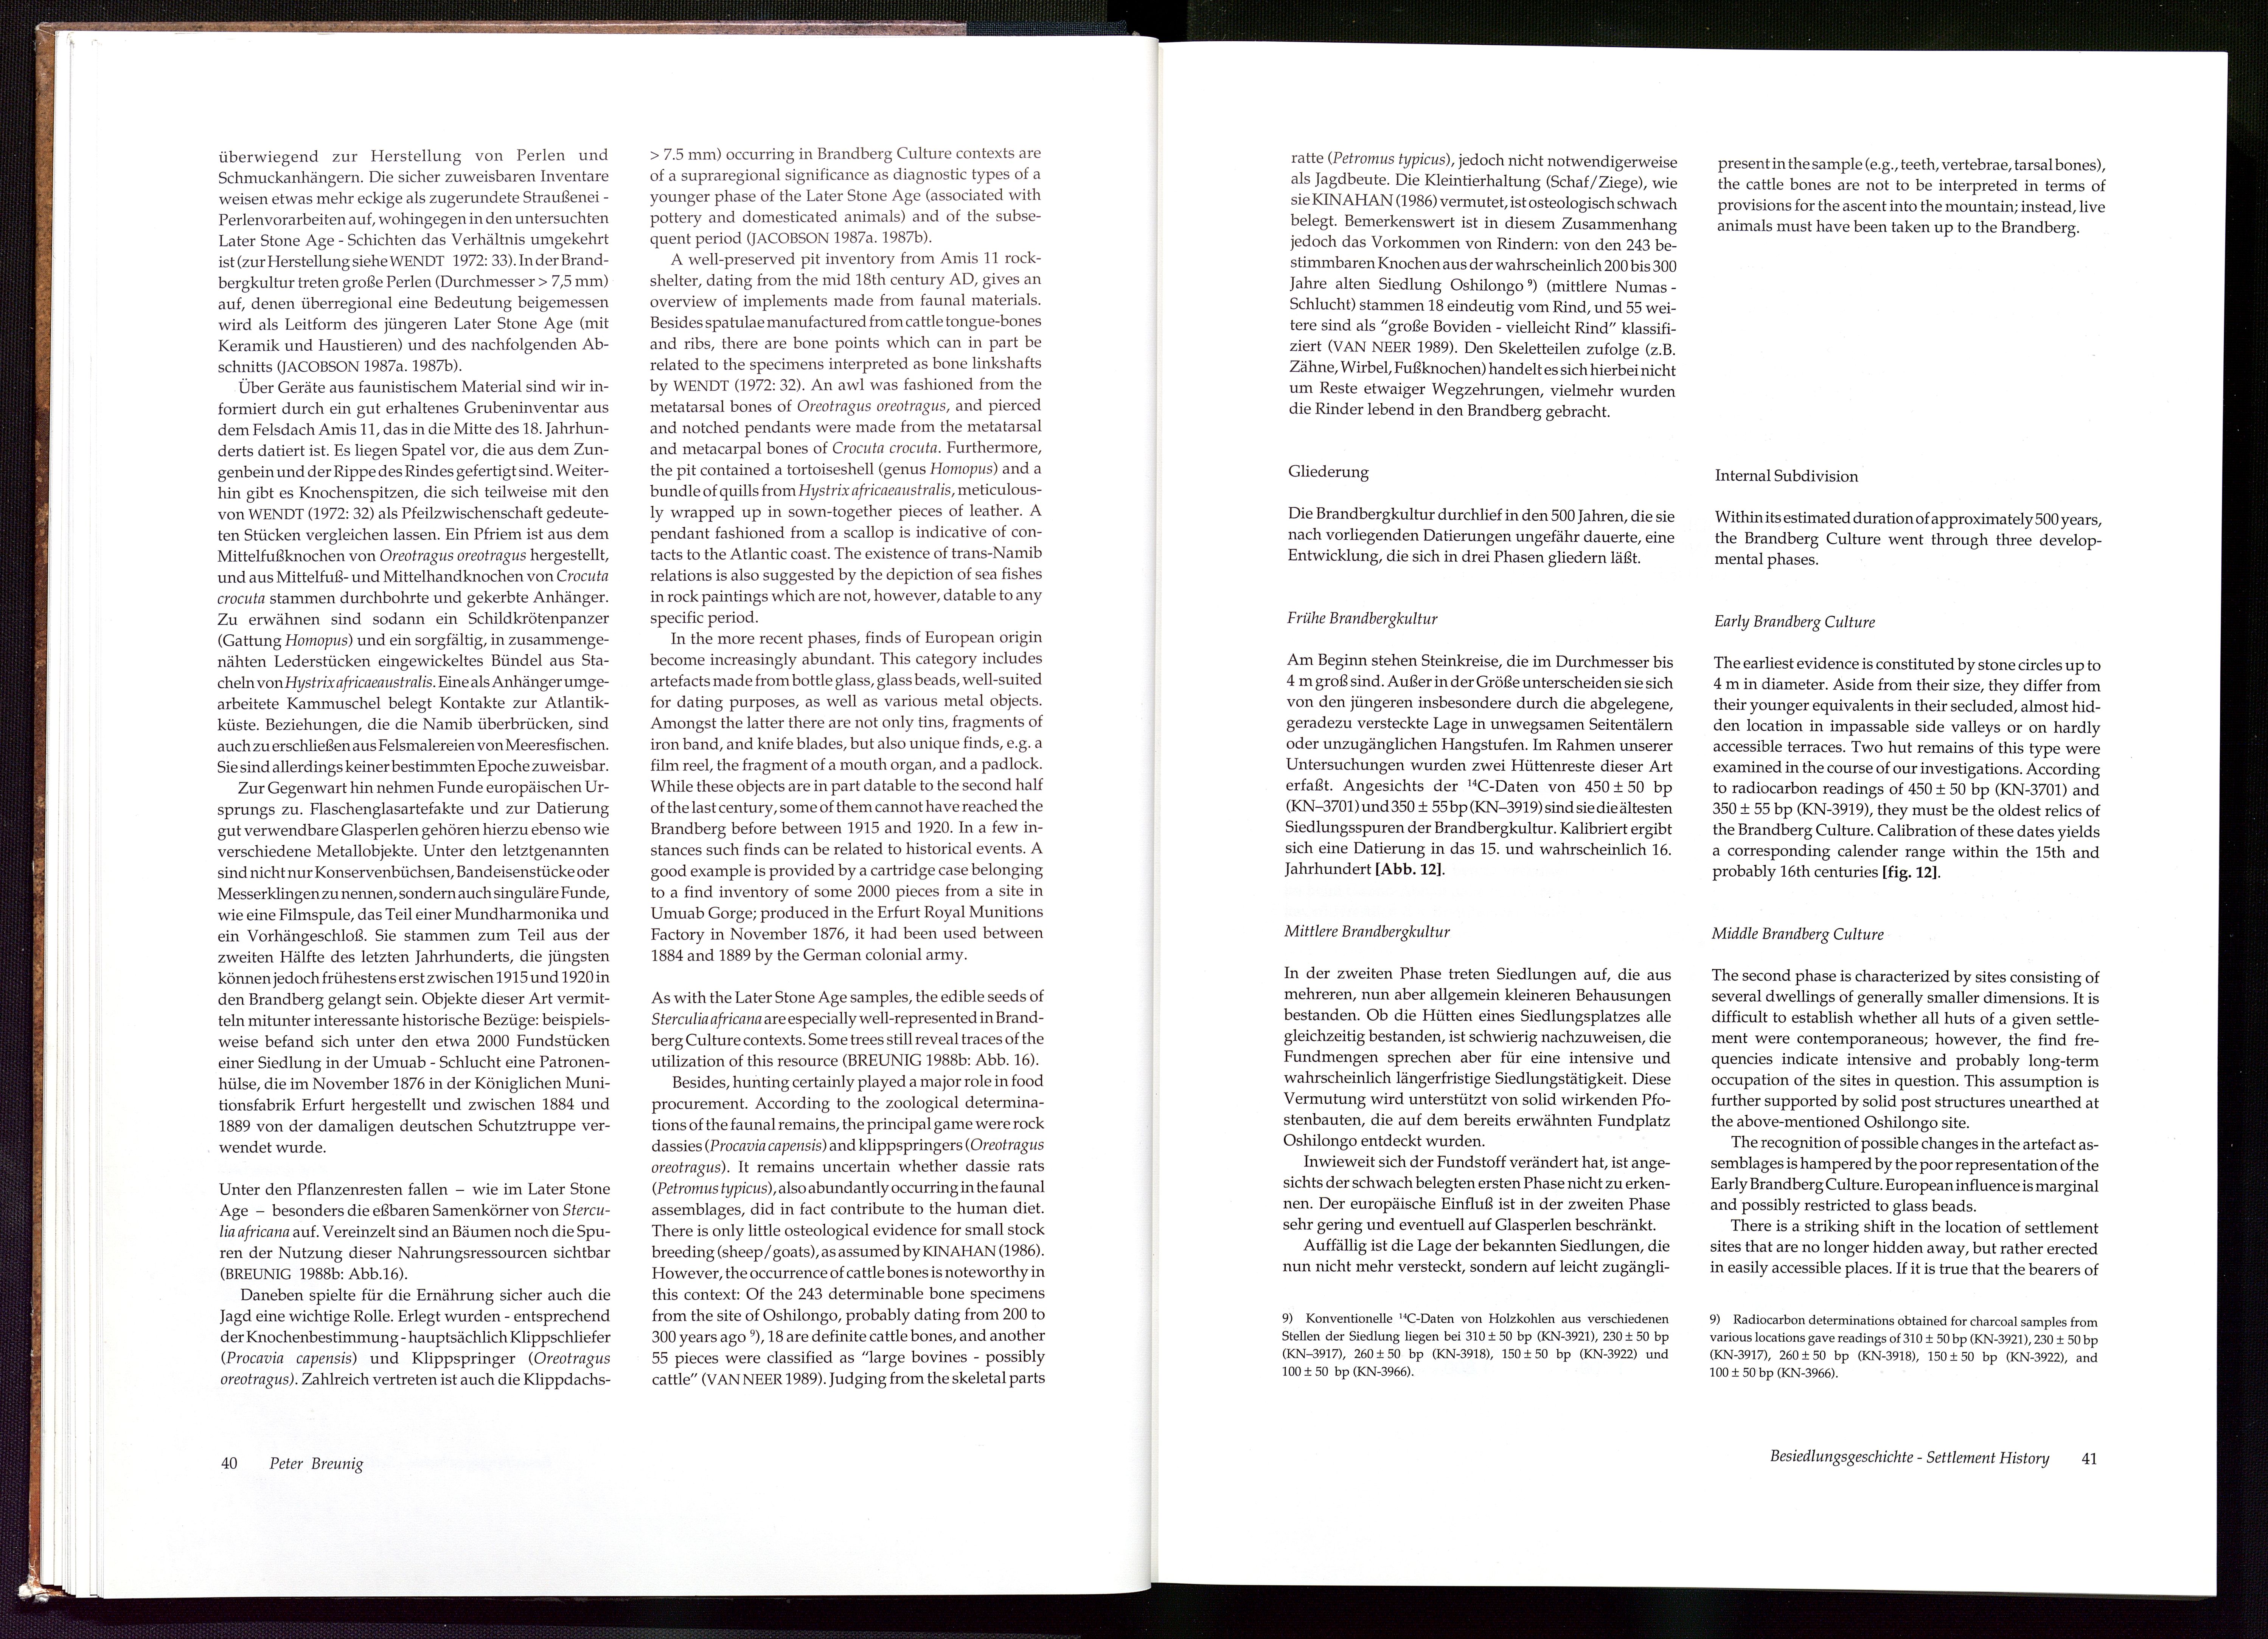 überwiegend zur Herstellung von Perlen und
Schmuckanhängern. Die sicher zuweisbaren Inventare
weisen etwas mehr eckige als zugerundete Straußenei -
Perlenvorarbeiten auf, wohingegen in den untersuchten
Later Stone Age - Schichten das Verhältnis umgekehrt
ist (zur Herstellung siehe WENDT 1972: 33). In der Brand-
bergkultur treten große Perlen (Durchmesser > 7,5 mm)
auf, denen überregional eine Bedeutung beigemessen
wird als Leitform des jüngeren Later Stone Age (mit
Keramik und Haustieren) und des nachfolgenden Ab-
schnitts (JACOBSON 1987a. 1987b).
Über Geräte aus faunistischem Material sind wir in-
formiert durch ein gut erhaltenes Grubeninventar aus
dem Felsdach Amis 11, das in die Mitte des 18. Jahrhun-
derts datiert ist. Es liegen Spatel vor, die aus dem Zun-
genbein und der Rippe des Rindes gefertigt sind. Weiter-
hin gibt es Knochenspitzen, die sich teilweise mit den
von WENDT (1972: 32) als Pfeilzwischenschaft gedeute-
ten Stücken vergleichen lassen. Ein Pfriem ist aus dem
Mittelfußknochen von Oreotragus oreotragus hergestellt,
und aus Mittelfuß- und Mittelhandknochen von Crocuta
crocuta stammen durchbohrte und gekerbte Anhänger.
Zu erwähnen sind sodann ein Schildkrötenpanzer
(Gattung Homopus) und ein sorgfältig, in zusammenge-
nähten Lederstücken eingewickeltes Bündel aus Sta-
cheln von Hystrix africaeaustralis. Eine als Anhänger umge-
arbeitete Kammuschel belegt Kontakte zur Atlantik-
küste. Beziehungen, die die Namib überbrücken, sind
auch zu erschließen aus Felsmalereien von Meeresfischen.
Sie sind allerdings keiner bestimmten Epoche zuweisbar.
Zur Gegenwart hin nehmen Funde europäischen Ur-
sprungs zu. Flaschenglasartefakte und zur Datierung
gut verwendbare Glasperlen gehören hierzu ebenso wie
verschiedene Metallobjekte. Unter den letztgenannten
sind nicht nur Konservenbüchsen, Bandeisenstücke oder
Messerklingen zu nennen, sondern auch singuläre Funde,
wie eine Filmspule, das Teil einer Mundharmonika und
ein Vorhängeschloß. Sie stammen zum Teil aus der
zweiten Hälfte des letzten Jahrhunderts, die jüngsten
können jedoch frühestens erst zwischen 1915 und 1920 in
den Brandberg gelangt sein. Objekte dieser Art vermit-
teln mitunter interessante historische Bezüge: beispiels-
weise befand sich unter den etwa 2000 Fundstücken
einer Siedlung in der Umuab - Schlucht eine Patronen-
hülse, die im November 1876 in der Königlichen Muni-
tionsfabrik Erfurt hergestellt und zwischen 1884 und
1889 von der damaligen deutschen Schutztruppe ver-
wendet wurde.
Unter den Pflanzenresten fallen – wie im Later Stone
Age – besonders die eßbaren Samenkörner von Stercu-
lia africana auf. Vereinzelt sind an Bäumen noch die Spu-
ren der Nutzung dieser Nahrungsressourcen sichtbar
(BREUNIG 1988b: Abb.16).
Daneben spielte für die Ernährung sicher auch die
Jagd eine wichtige Rolle. Erlegt wurden - entsprechend
der Knochenbestimmung - hauptsächlich Klippschliefer
(Procavia capensis) und Klippspringer (Oreotragus
oreotragus). Zahlreich vertreten ist auch die Klippdachs-
> 7.5 mm) occurring in Brandberg Culture contexts are
of a supraregional significance as diagnostic types of a
younger phase of the Later Stone Age (associated with
pottery and domesticated animals) and of the subse-
quent period (JACOBSON 1987a. 1987b).
A well-preserved pit inventory from Amis 11 rock-
shelter, dating from the mid 18th century AD, gives an
overview of implements made from faunal materials.
Besides spatulae manufactured from cattle tongue-bones
and ribs, there are bone points which can in part be
related to the specimens interpreted as bone linkshafts
by WENDT (1972: 32). An awl was fashioned from the
metatarsal bones of Oreotragus oreotragus, and pierced
and notched pendants were made from the metatarsal
and metacarpal bones of Crocuta crocuta. Furthermore,
the pit contained a tortoiseshell (genus Homopus) and a
bundle of quills from Hystrix africaeaustralis, meticulous-
ly wrapped up in sown-together pieces of leather. A
pendant fashioned from a scallop is indicative of con-
tacts to the Atlantic coast. The existence of trans-Namib
relations is also suggested by the depiction of sea fishes
in rock paintings which are not, however, datable to any
specific period.
In the more recent phases, finds of European origin
become increasingly abundant. This category includes
artefacts made from bottle glass, glass beads, well-suited
for dating purposes, as well as various metal objects.
Amongst the latter there are not only tins, fragments of
iron band, and knife blades, but also unique finds, e.g. a
film reel, the fragment of a mouth organ, and a padlock.
While these objects are in part datable to the second half
of the last century, some of them cannot have reached the
Brandberg before between 1915 and 1920. In a few in-
stances such finds can be related to historical events. A
good example is provided by a cartridge case belonging
to a find inventory of some 2000 pieces from a site in
Umuab Gorge; produced in the Erfurt Royal Munitions
Factory in November 1876, it had been used between
1884 and 1889 by the German colonial army.
As with the Later Stone Age samples, the edible seeds of
Sterculia africana are especially well-represented in Brand-
berg Culture contexts. Some trees still reveal traces of the
utilization of this resource (BREUNIG 1988b: Abb. 16).
Besides, hunting certainly played a major role in food
procurement. According to the zoological determina-
tions of the faunal remains, the principal game were rock
dassies (Procavia capensis) and klippspringers (Oreotragus
oreotragus). It remains uncertain whether dassie rats
(Petromus typicus), also abundantly occurring in the faunal
assemblages, did in fact contribute to the human diet.
There is only little osteological evidence for small stock
breeding (sheep/goats), as assumed by KINAHAN (1986).
However, the occurrence of cattle bones is noteworthy in
this context: Of the 243 determinable bone specimens
from the site of Oshilongo, probably dating from 200 to
300 years ago ⁹), 18 are definite cattle bones, and another
55 pieces were classified as “large bovines - possibly
cattle” (VAN NEER 1989). Judging from the skeletal parts
40 Peter Breunig
ratte (Petromus typicus), jedoch nicht notwendigerweise
als Jagdbeute. Die Kleintierhaltung (Schaf/Ziege), wie
sie KINAHAN (1986) vermutet, ist osteologisch schwach
belegt. Bemerkenswert ist in diesem Zusammenhang
jedoch das Vorkommen von Rindern: von den 243 be-
stimmbaren Knochen aus der wahrscheinlich 200 bis 300
Jahre alten Siedlung Oshilongo ⁹) (mittlere Numas -
Schlucht) stammen 18 eindeutig vom Rind, und 55 wei-
tere sind als “große Boviden - vielleicht Rind” klassifi-
ziert (VAN NEER 1989). Den Skeletteilen zufolge (z.B.
Zähne, Wirbel, Fußknochen) handelt es sich hierbei nicht
um Reste etwaiger Wegzehrungen, vielmehr wurden
die Rinder lebend in den Brandberg gebracht.
Gliederung
Die Brandbergkultur durchlief in den 500 Jahren, die sie
nach vorliegenden Datierungen ungefähr dauerte, eine
Entwicklung, die sich in drei Phasen gliedern läßt.
Frühe Brandbergkultur
Am Beginn stehen Steinkreise, die im Durchmesser bis
4 m groß sind. Außer in der Größe unterscheiden sie sich
von den jüngeren insbesondere durch die abgelegene,
geradezu versteckte Lage in unwegsamen Seitentälern
oder unzugänglichen Hangstufen. Im Rahmen unserer
Untersuchungen wurden zwei Hüttenreste dieser Art
erfaßt. Angesichts der ¹⁴C-Daten von 450 ± 50 bp
(KN–3701) und 350 ± 55 bp (KN–3919) sind sie die ältesten
Siedlungsspuren der Brandbergkultur. Kalibriert ergibt
sich eine Datierung in das 15. und wahrscheinlich 16.
Jahrhundert [Abb. 12].
Mittlere Brandbergkultur
In der zweiten Phase treten Siedlungen auf, die aus
mehreren, nun aber allgemein kleineren Behausungen
bestanden. Ob die Hütten eines Siedlungsplatzes alle
gleichzeitig bestanden, ist schwierig nachzuweisen, die
Fundmengen sprechen aber für eine intensive und
wahrscheinlich längerfristige Siedlungstätigkeit. Diese
Vermutung wird unterstützt von solid wirkenden Pfo-
stenbauten, die auf dem bereits erwähnten Fundplatz
Oshilongo entdeckt wurden.
Inwieweit sich der Fundstoff verändert hat, ist ange-
sichts der schwach belegten ersten Phase nicht zu erken-
nen. Der europäische Einfluß ist in der zweiten Phase
sehr gering und eventuell auf Glasperlen beschränkt.
Auffällig ist die Lage der bekannten Siedlungen, die
nun nicht mehr versteckt, sondern auf leicht zugängli-
9) Konventionelle ¹⁴C-Daten von Holzkohlen aus verschiedenen
Stellen der Siedlung liegen bei 310 ± 50 bp (KN-3921), 230 ± 50 bp
(KN–3917), 260 ± 50 bp (KN-3918), 150 ± 50 bp (KN-3922) und
100 ± 50 bp (KN-3966).
present in the sample (e.g., teeth, vertebrae, tarsal bones),
the cattle bones are not to be interpreted in terms of
provisions for the ascent into the mountain; instead, live
animals must have been taken up to the Brandberg.
Internal Subdivision
Within its estimated duration of approximately 500 years,
the Brandberg Culture went through three develop-
mental phases.
Early Brandberg Culture
The earliest evidence is constituted by stone circles up to
4 m in diameter. Aside from their size, they differ from
their younger equivalents in their secluded, almost hid-
den location in impassable side valleys or on hardly
accessible terraces. Two hut remains of this type were
examined in the course of our investigations. According
to radiocarbon readings of 450 ± 50 bp (KN-3701) and
350 ± 55 bp (KN-3919), they must be the oldest relics of
the Brandberg Culture. Calibration of these dates yields
a corresponding calender range within the 15th and
probably 16th centuries [fig. 12].
Middle Brandberg Culture
The second phase is characterized by sites consisting of
several dwellings of generally smaller dimensions. It is
difficult to establish whether all huts of a given settle-
ment were contemporaneous; however, the find fre-
quencies indicate intensive and probably long-term
occupation of the sites in question. This assumption is
further supported by solid post structures unearthed at
the above-mentioned Oshilongo site.
The recognition of possible changes in the artefact as-
semblages is hampered by the poor representation of the
Early Brandberg Culture. European influence is marginal
and possibly restricted to glass beads.
There is a striking shift in the location of settlement
sites that are no longer hidden away, but rather erected
in easily accessible places. If it is true that the bearers of
9) Radiocarbon determinations obtained for charcoal samples from
various locations gave readings of 310 ± 50 bp (KN-3921), 230 ± 50 bp
(KN-3917), 260 ± 50 bp (KN-3918), 150 ± 50 bp (KN-3922), and
100 ± 50 bp (KN-3966).
Besiedlungsgeschichte - Settlement History 41